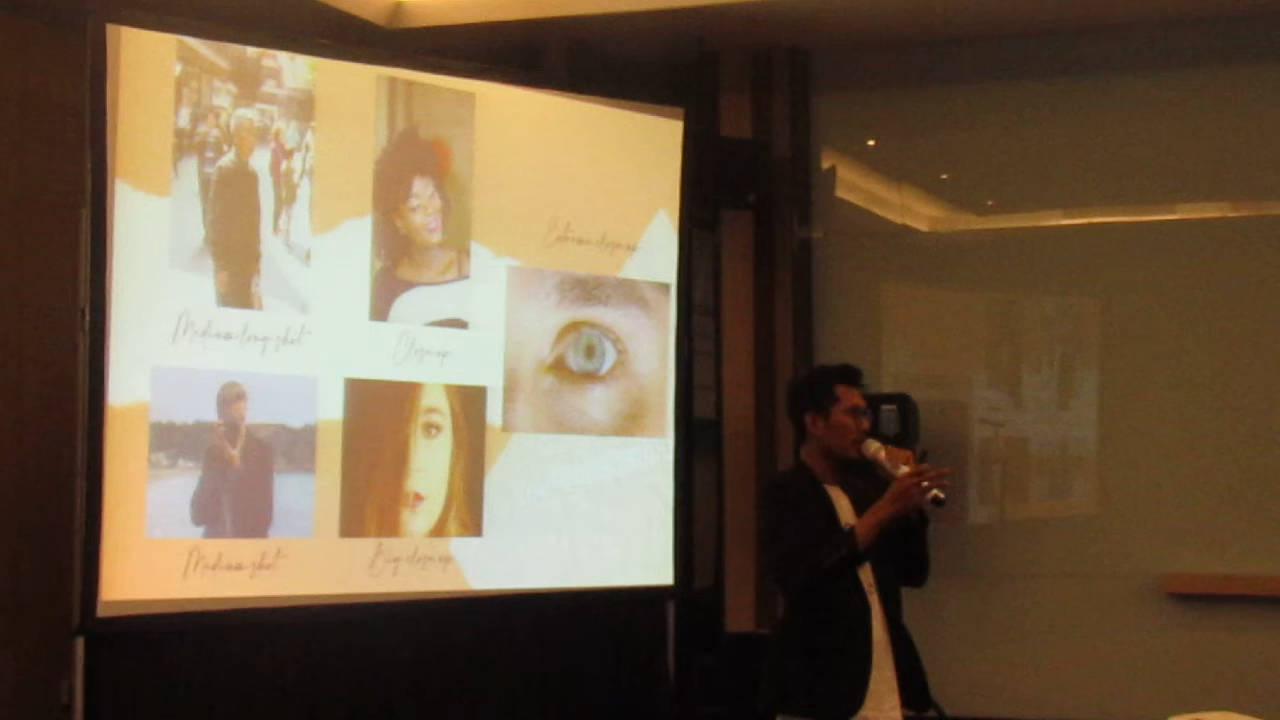 Medium long shot
Close up
Extreme close up
Medium shot
Big close up